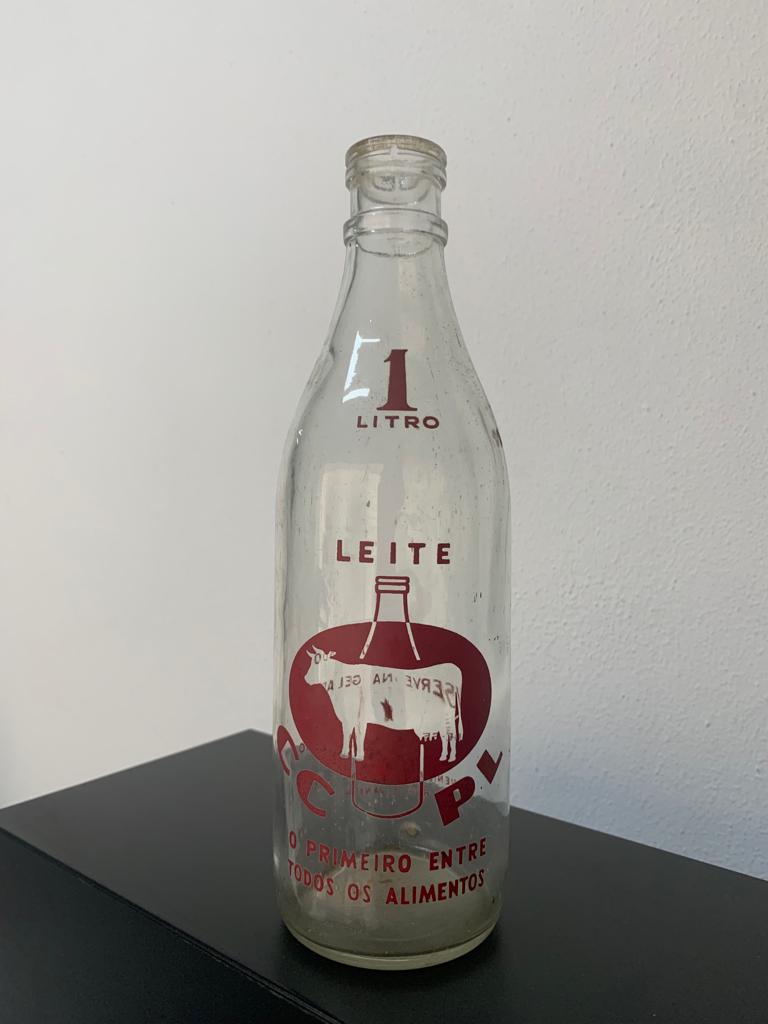 1
LITRO
LEITE
CCPL
O PRIMEIRO ENTRE
TODOS OS ALIMENTOS